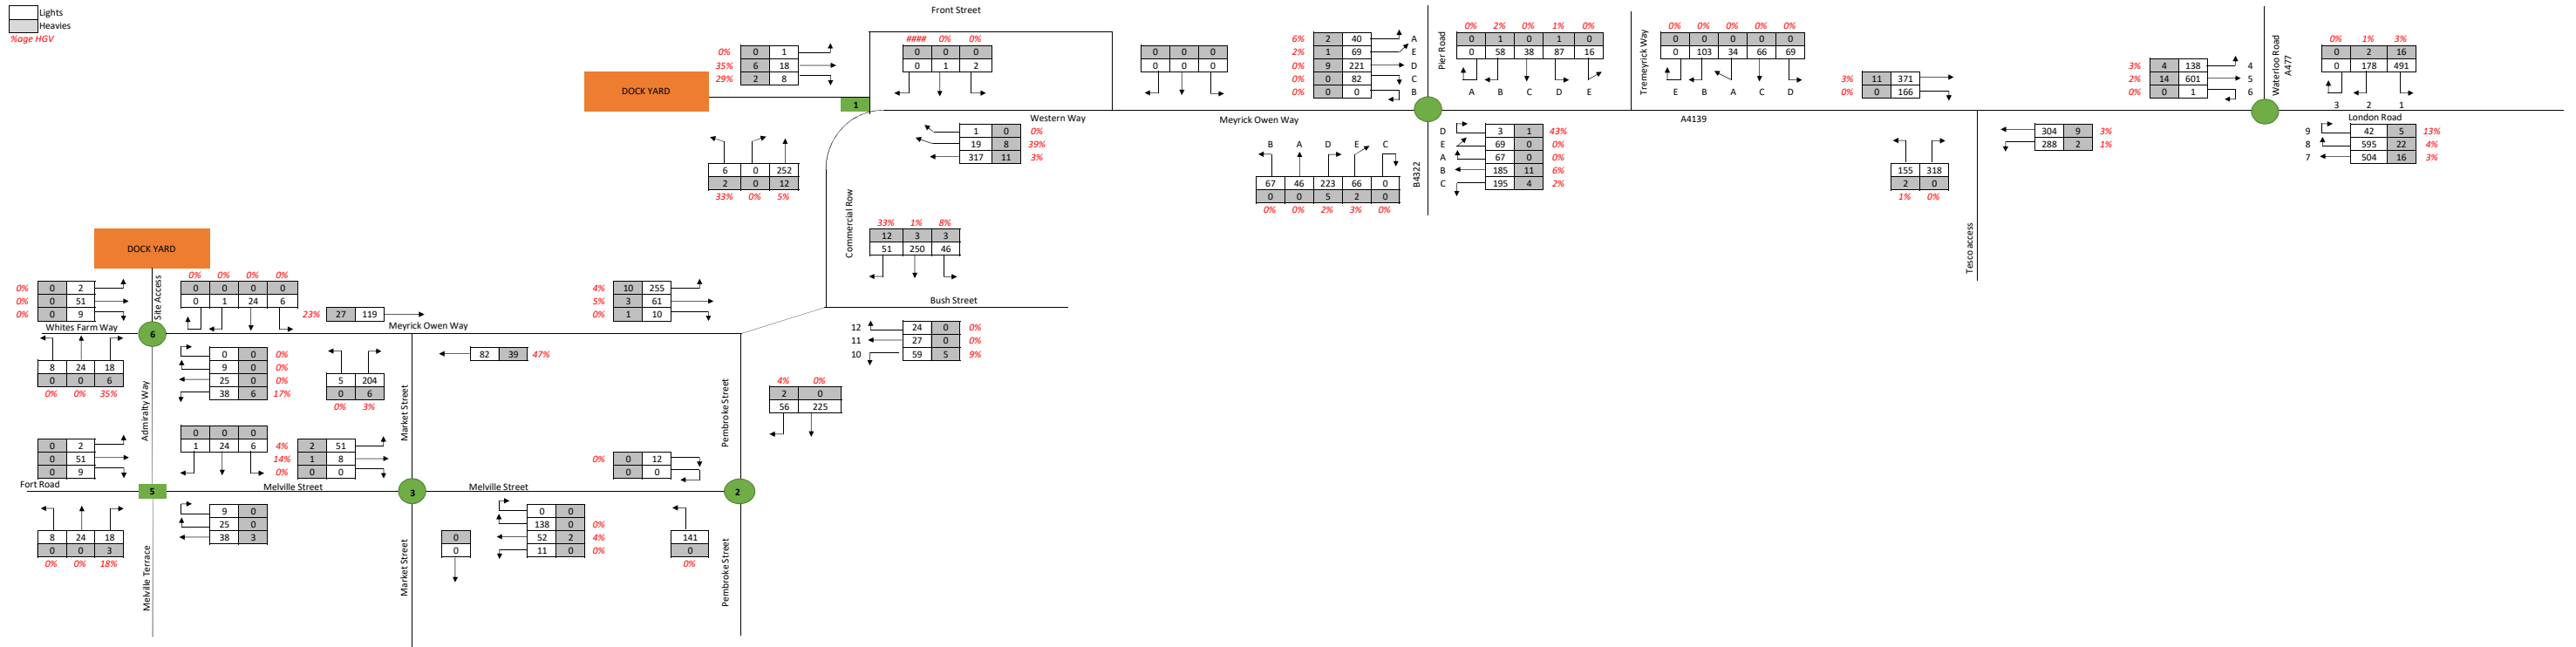 Lights
Heavies
%age HGV
Front Street
0% 0 1
35% 6 18
29% 2 8
DOCK YARD
1
#### 0% 0%
0 0 0
0 1 2
0 0 0
0 0 0
6% 2 40 A
2% 1 69 E
0% 9 221 D
0% 0 82 C
0% 0 0 B
Pier Road
0% 2% 0% 1% 0%
0 1 0 1 0
0 58 38 87 16
A B C D E
Tremeyrick Way
0% 0% 0% 0% 0%
0 0 0 0 0
0 103 34 66 69
E B A C D
3% 11 371
0% 0 166
3% 4 138 4
2% 14 601 5
0% 0 1 6
Waterloo Road
A477
0% 1% 3%
0 2 16
0 178 491
3 2 1
Western Way
Meyrick Owen Way
A4139
London Road
1 0 0%
19 8 39%
317 11 3%
6 0 252
2 0 12
33% 0% 5%
B A D E C
67 46 223 66 0
0 0 5 2 0
0% 0% 2% 3% 0%
B4322
D 3 1 43%
E 69 0 0%
A 67 0 0%
B 185 11 6%
C 195 4 2%
155 318
2 0
1% 0%
Tesco access
304 9 3%
288 2 1%
9 42 5 13%
8 595 22 4%
7 504 16 3%
Commercial Row
33% 1% 8%
12 3 3
51 250 46
DOCK YARD
Site Access
0% 0 2
0% 0 51
0% 0 9
0% 0% 0% 0%
0 0 0 0
0 1 24 6
23% 27 119
4% 10 255
5% 3 61
0% 1 10
Bush Street
Whites Farm Way
6
Meyrick Owen Way
12 24 0 0%
11 27 0 0%
10 59 5 9%
8 24 18
0 0 6
0% 0% 35%
Admiralty Way
0 0 0%
9 0 0%
25 0 0%
38 6 17%
5 204
0 6
0% 3%
Market Street
82 39 47%
Pembroke Street
4% 0%
2 0
56 225
0 2
0 51
0 9
0 0 0
1 24 6
4% 2 51
14% 1 8
0% 0 0
0% 0 12
0 0
Fort Road
5
Melville Street
3
Melville Street
2
8 24 18
0 0 3
0% 0% 18%
Melville Terrace
9 0
25 0
38 3
Market Street
0
0
0 0
138 0 0%
52 2 4%
11 0 0%
141
0
0%
Pembroke Street